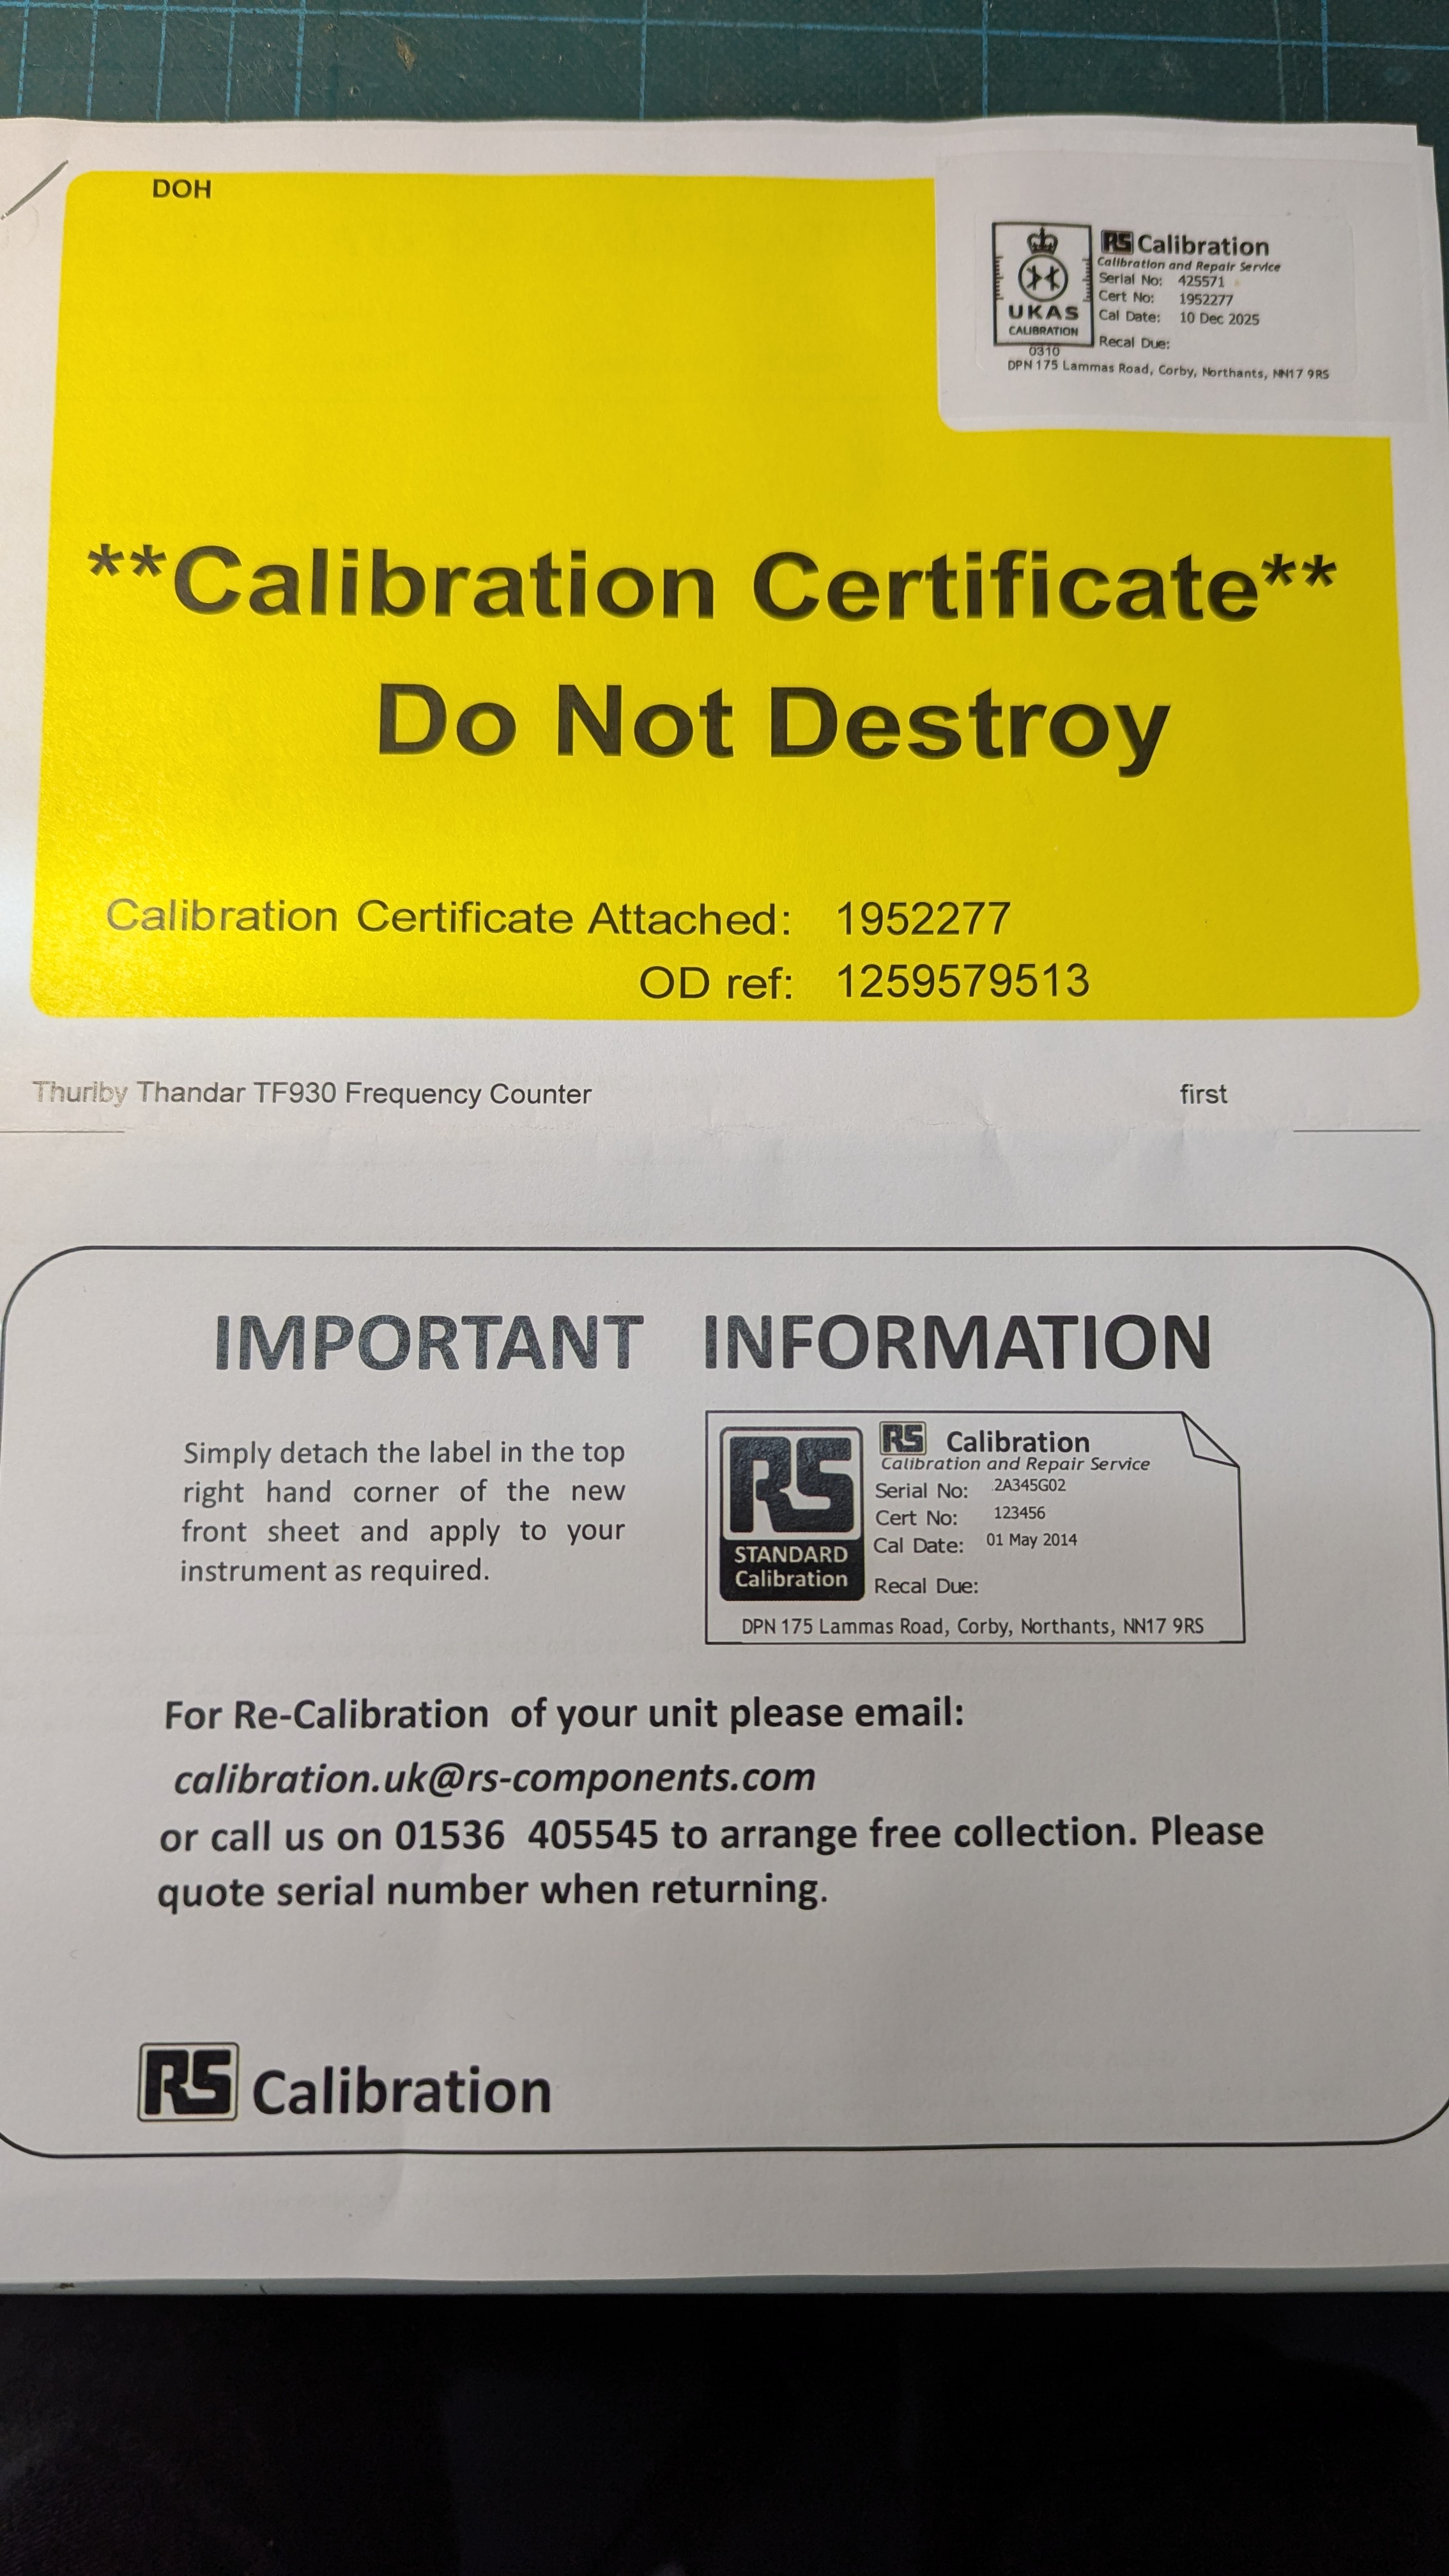 DOH
RS Calibration
Calibration and Repair Service
Serial No: 425571
Cert No: 1952277
Cal Date: 10 Dec 2025
Recal Due:
UKAS
CALIBRATION
0310
DPN 175 Lammas Road, Corby, Northants, NN17 9RS
**Calibration Certificate**
Do Not Destroy
Calibration Certificate Attached: 1952277
OD ref: 1259579513
Thurlby Thandar TF930 Frequency Counter first
IMPORTANT INFORMATION
Simply detach the label in the top
right hand corner of the new
front sheet and apply to your
instrument as required.
RS
STANDARD
Calibration
RS Calibration
Calibration and Repair Service
Serial No: 2A345G02
Cert No: 123456
Cal Date: 01 May 2014
Recal Due:
DPN 175 Lammas Road, Corby, Northants, NN17 9RS
For Re-Calibration of your unit please email:
calibration.uk@rs-components.com
or call us on 01536 405545 to arrange free collection. Please
quote serial number when returning.
RS Calibration